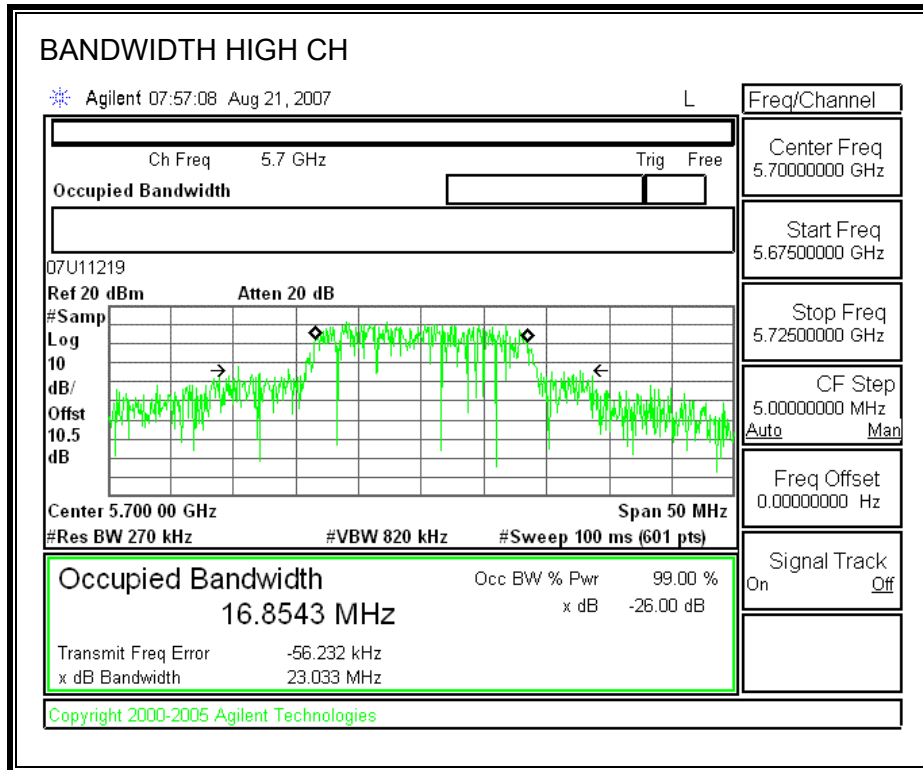 BANDWIDTH HIGH CH
Agilent 07:57:08 Aug 21, 2007 L
Freq/Channel
Ch Freq 5.7 GHz Trig Free
Occupied Bandwidth
Center Freq
5.70000000 GHz
Start Freq
5.67500000 GHz
Stop Freq
5.72500000 GHz
CF Step
5.00000000 MHz
Auto Man
Freq Offset
0.00000000 Hz
Signal Track
On Off
07U11219
Ref 20 dBm Atten 20 dB
#Samp
Log
10
dB/
Offst
10.5
dB
Center 5.700 00 GHz Span 50 MHz
#Res BW 270 kHz #VBW 820 kHz #Sweep 100 ms (601 pts)
Occupied Bandwidth Occ BW % Pwr 99.00 %
16.8543 MHz x dB -26.00 dB
Transmit Freq Error -56.232 kHz
x dB Bandwidth 23.033 MHz
Copyright 2000-2005 Agilent Technologies